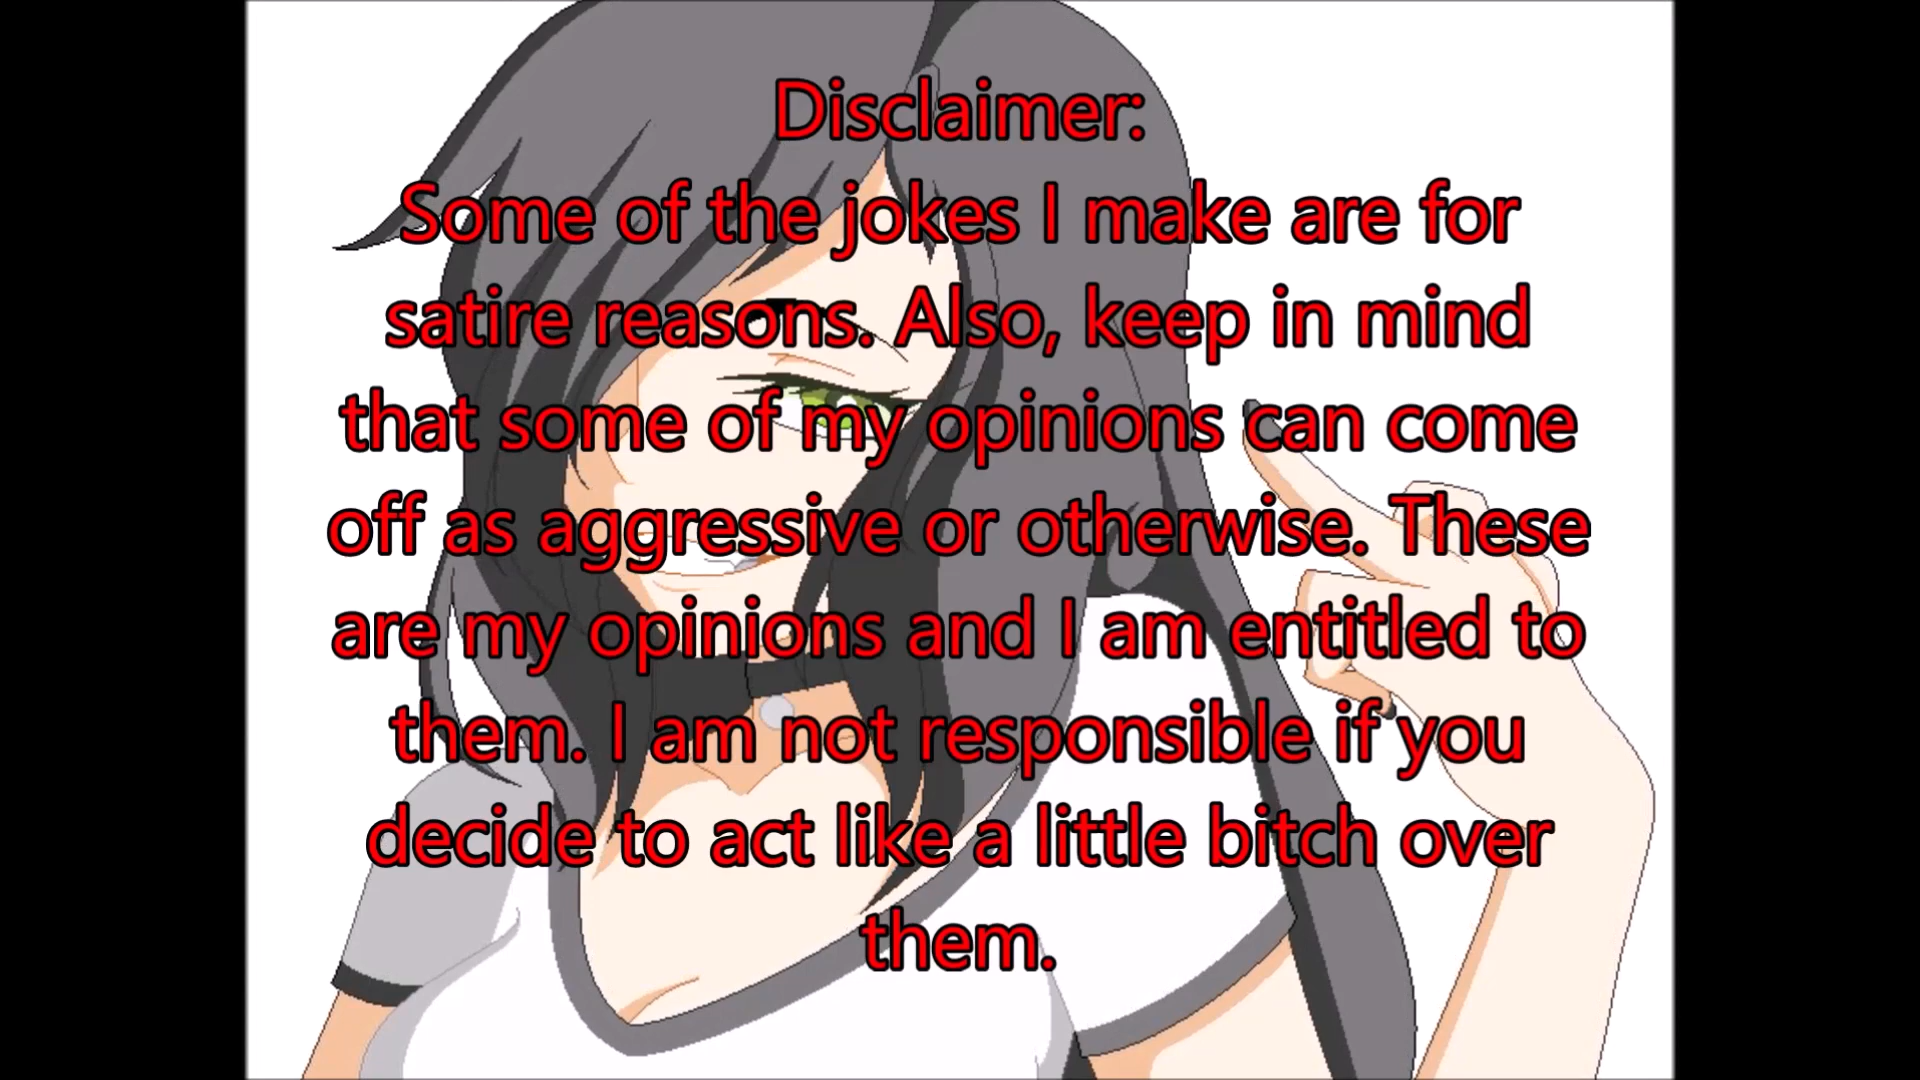 Disclaimer:
Some of the jokes I make are for
satire reasons. Also, keep in mind
that some of my opinions can come
off as aggressive or otherwise. These
are my opinions and I am entitled to
them. I am not responsible if you
decide to act like a little bitch over
them.